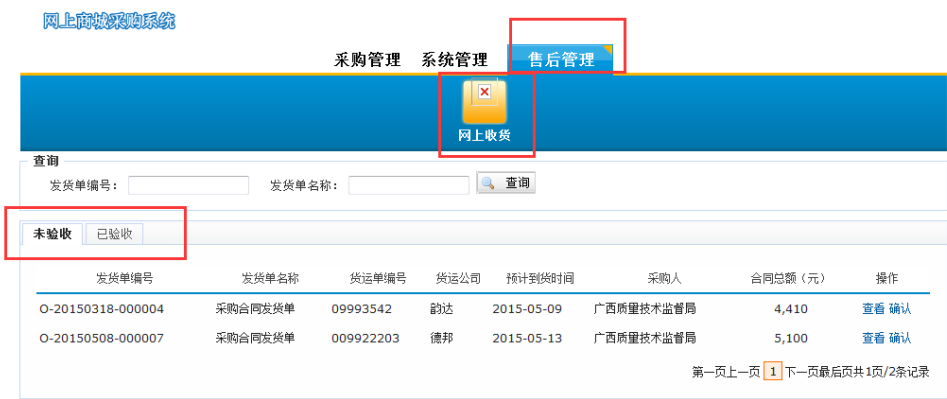 网上商城采购系统
采购管理 系统管理 售后管理
网上收货
查询
发货单编号： 发货单名称： 查询
未验收 已验收
发货单编号 发货单名称 货运单编号 货运公司 预计到货时间 采购人 合同总额（元） 操作
O-20150318-000004 采购合同发货单 09993542 韵达 2015-05-09 广西质量技术监督局 4,410 查看 确认
O-20150508-000007 采购合同发货单 009922203 德邦 2015-05-13 广西质量技术监督局 5,100 查看 确认
第一页上一页 1 下一页最后页共1页/2条记录